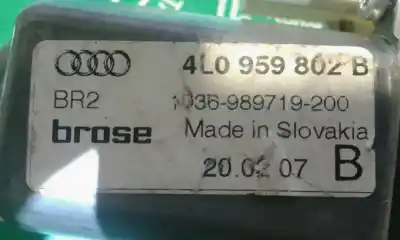 4L0 959 802 B
BR2 1036-989719-200
brose Made in Slovakia
20.02 07 B